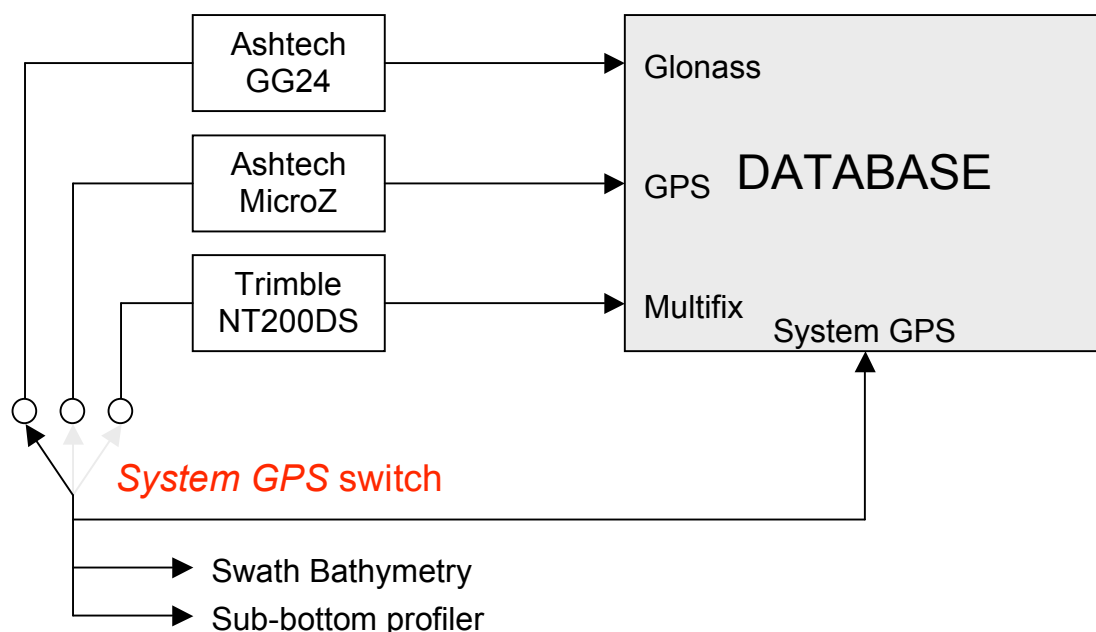 Ashtech
GG24
Glonass
Ashtech
MicroZ
GPS
DATABASE
Trimble
NT200DS
Multifix
System GPS
System GPS switch
Swath Bathymetry
Sub-bottom profiler